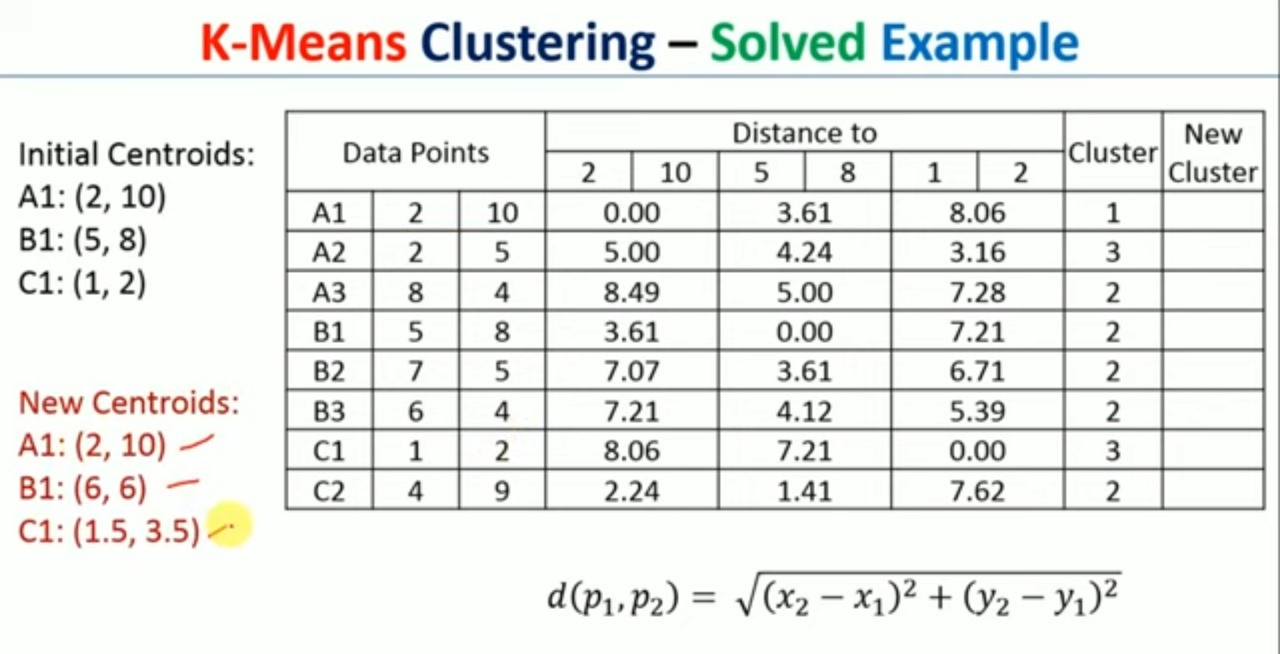 K-Means Clustering – Solved Example
Initial Centroids:
A1: (2, 10)
B1: (5, 8)
C1: (1, 2)
New Centroids:
A1: (2, 10)
B1: (6, 6)
C1: (1.5, 3.5)
Data Points Distance to Cluster New Cluster
2 10 5 8 1 2
A1 2 10 0.00 3.61 8.06 1
A2 2 5 5.00 4.24 3.16 3
A3 8 4 8.49 5.00 7.28 2
B1 5 8 3.61 0.00 7.21 2
B2 7 5 7.07 3.61 6.71 2
B3 6 4 7.21 4.12 5.39 2
C1 1 2 8.06 7.21 0.00 3
C2 4 9 2.24 1.41 7.62 2
d(p₁, p₂) = √(x₂ − x₁)² + (y₂ − y₁)²